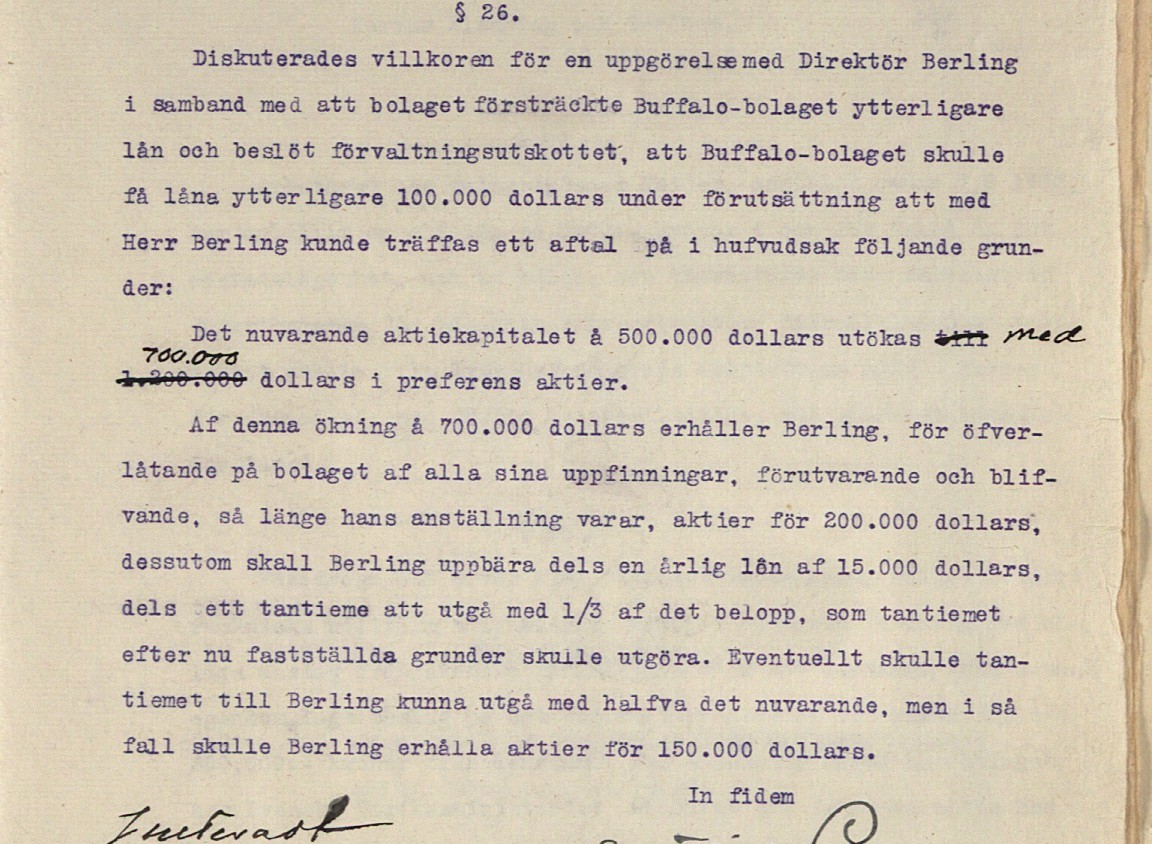 § 26.
Diskuterades villkoren för en uppgörelse med Direktör Berling
i samband med att bolaget försträckte Buffalo-bolaget ytterligare
lån och beslöt förvaltningsutskottet, att Buffalo-bolaget skulle
få låna ytterligare 100.000 dollars under förutsättning att med
Herr Berling kunde träffas ett aftal på i hufvudsak följande grun-
der:
Det nuvarande aktiekapitalet å 500.000 dollars utökas till med
700.000
1.200.000 dollars i preferens aktier.
Af denna ökning å 700.000 dollars erhåller Berling, för öfver-
låtande på bolaget af alla sina uppfinningar, förutvarande och blif-
vande, så länge hans anställning varar, aktier för 200.000 dollars,
dessutom skall Berling uppbära dels en årlig lön af 15.000 dollars,
dels ett tantieme att utgå med 1/3 af det belopp, som tantiemet
efter nu fastställda grunder skulle utgöra. Eventuellt skulle tan-
tiemet till Berling kunna utgå med halfva det nuvarande, men i så
fall skulle Berling erhålla aktier för 150.000 dollars.
In fidem
Justeradt